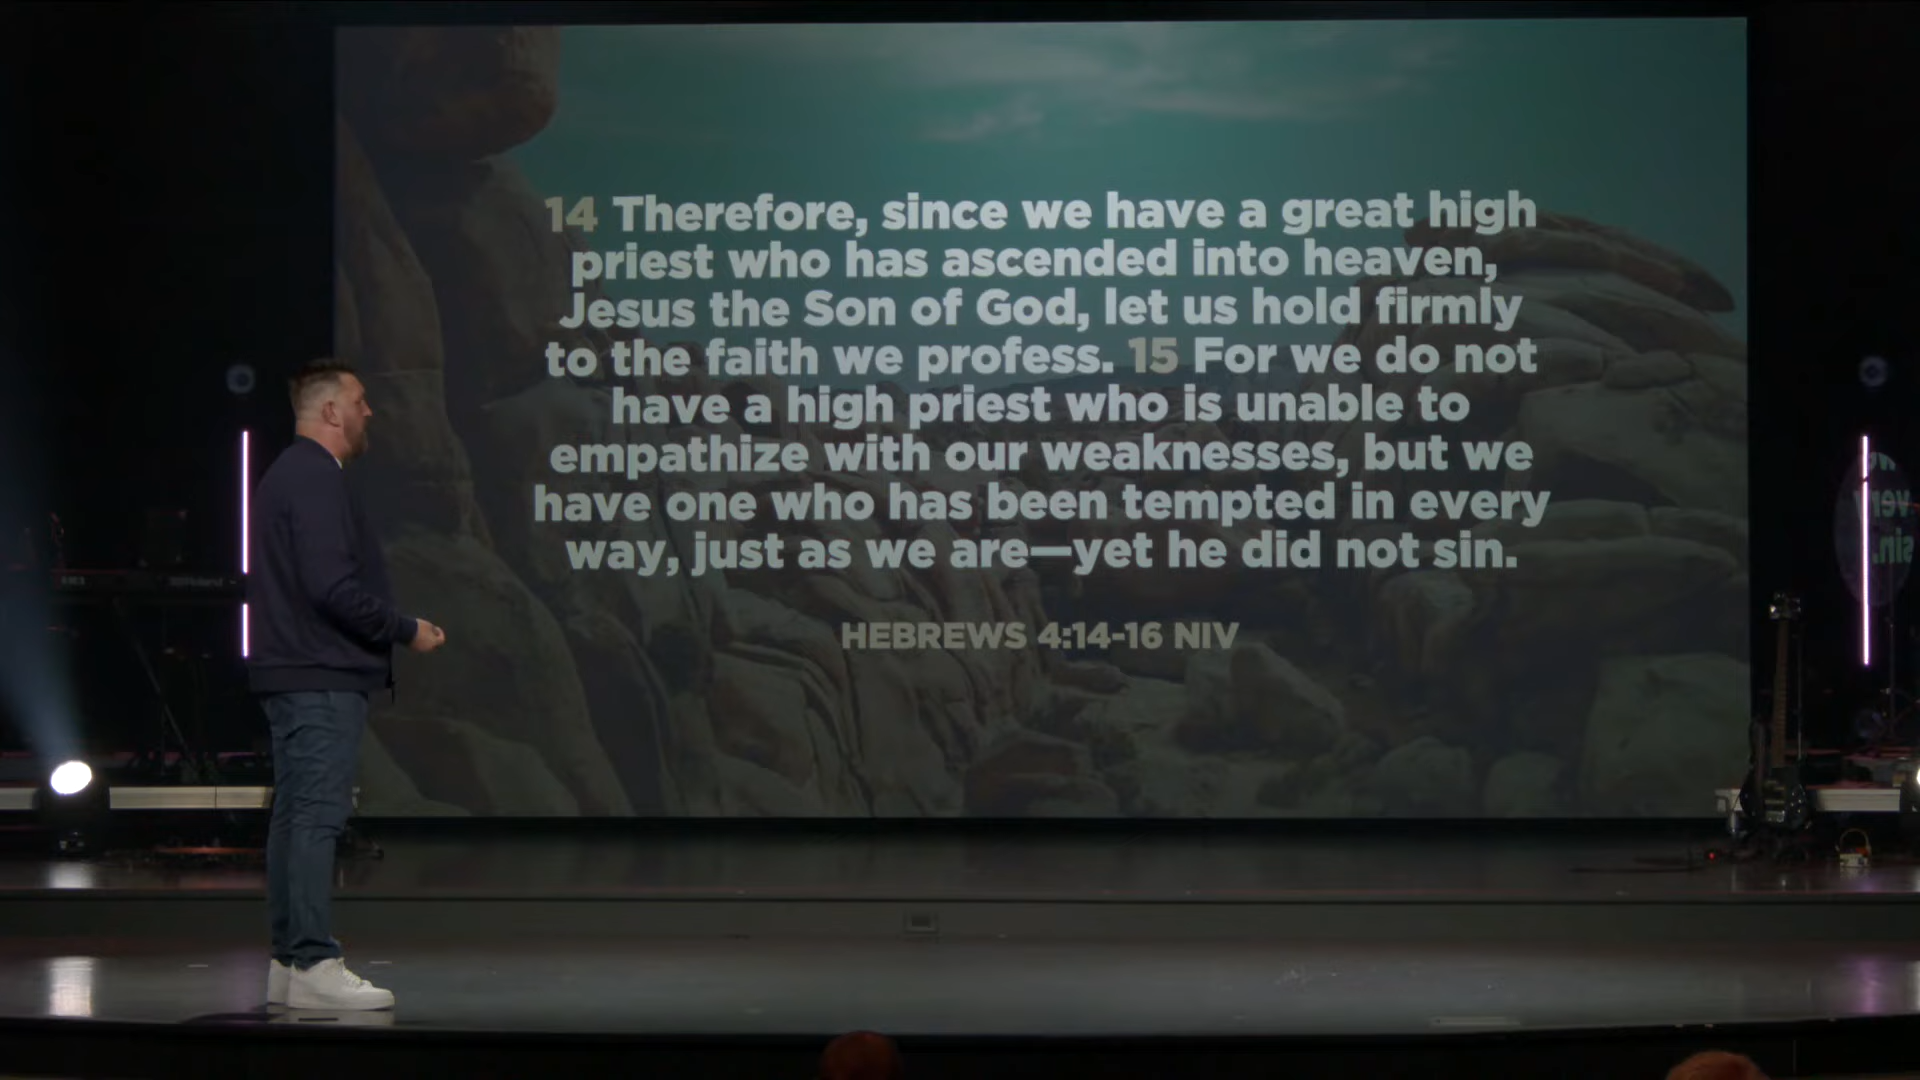 14 Therefore, since we have a great high
priest who has ascended into heaven,
Jesus the Son of God, let us hold firmly
to the faith we profess. 15 For we do not
have a high priest who is unable to
empathize with our weaknesses, but we
have one who has been tempted in every
way, just as we are—yet he did not sin.
HEBREWS 4:14-16 NIV
Roland